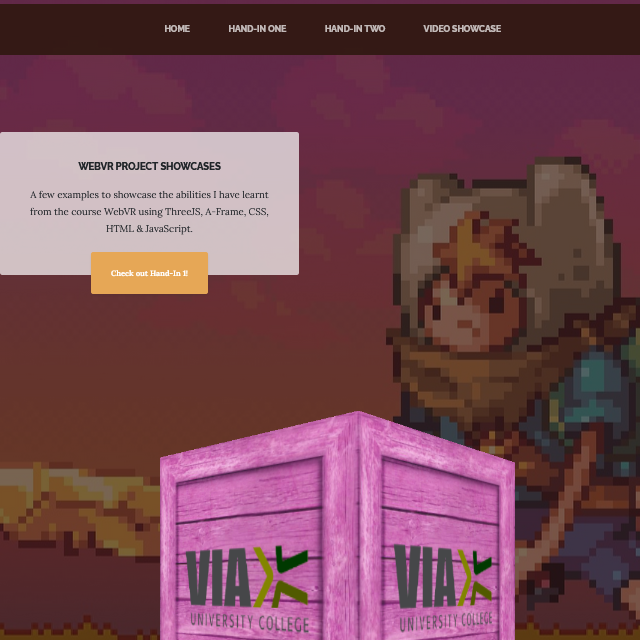 HOME HAND-IN ONE HAND-IN TWO VIDEO SHOWCASE
WEBVR PROJECT SHOWCASES
A few examples to showcase the abilities I have learnt
from the course WebVR using ThreeJS, A-Frame, CSS,
HTML & JavaScript.
Check out Hand-In 1!
VIA
UNIVERSITY COLLEGE
VIA
UNIVERSITY COLLEGE